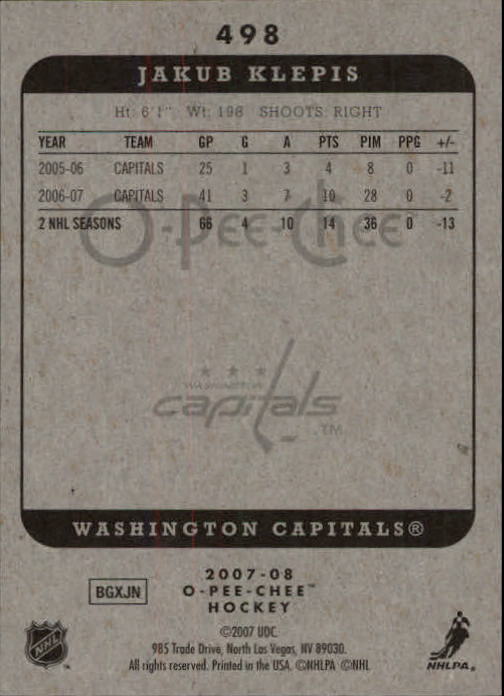 498
JAKUB KLEPIS
Ht: 6'1" Wt: 198 SHOOTS: RIGHT
YEAR TEAM GP G A PTS PIM PPG +/-
2005-06 CAPITALS 25 1 3 4 8 0 -11
2006-07 CAPITALS 41 3 7 10 28 0 -2
2 NHL SEASONS 66 4 10 14 36 0 -13
O-PEE-CHEE
WASHINGTON
capitals
TM
WASHINGTON CAPITALS®
2007-08
BGXJN
O-PEE-CHEE™
HOCKEY
©2007 UDC
985 Trade Drive, North Las Vegas, NV 89030.
All rights reserved. Printed in the USA. ©NHLPA ©NHL
NHL
NHLPA